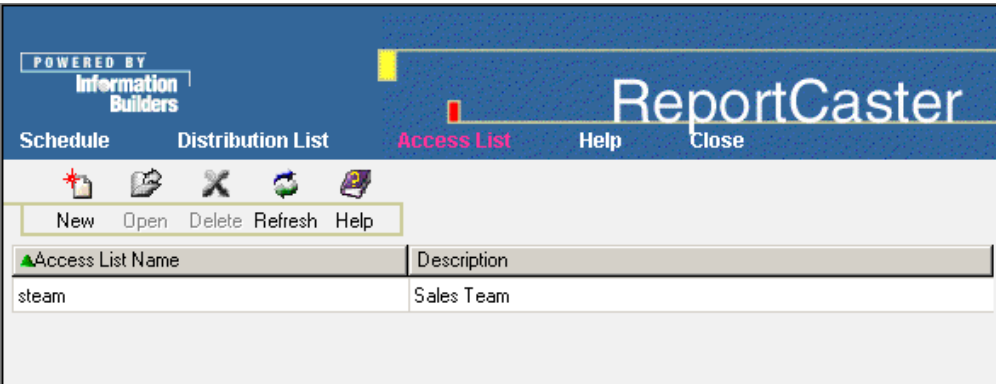 POWERED BY
Information
Builders
ReportCaster
Schedule Distribution List Access List Help Close
New Open Delete Refresh Help
Access List Name Description
steam Sales Team